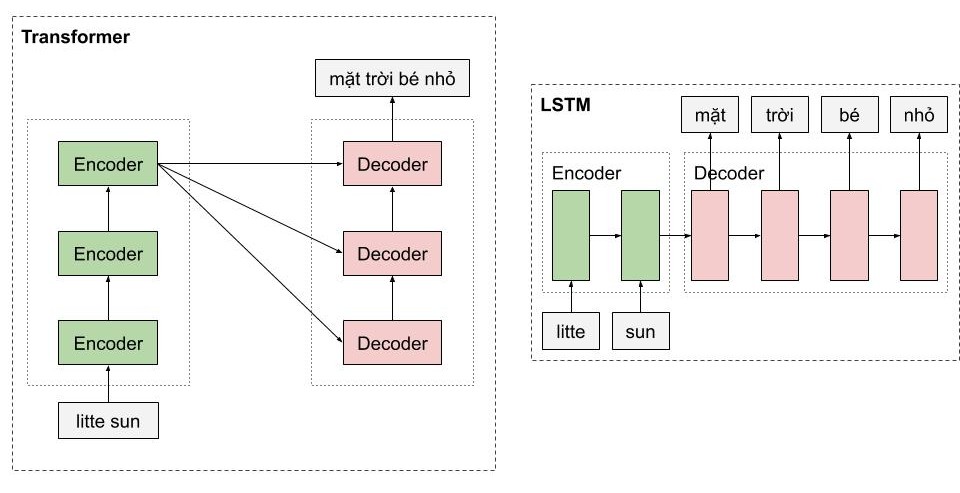 Transformer
mặt trời bé nhỏ
Encoder
Decoder
Encoder
Decoder
Encoder
Decoder
litte sun
LSTM
mặt
trời
bé
nhỏ
Encoder
Decoder
litte
sun